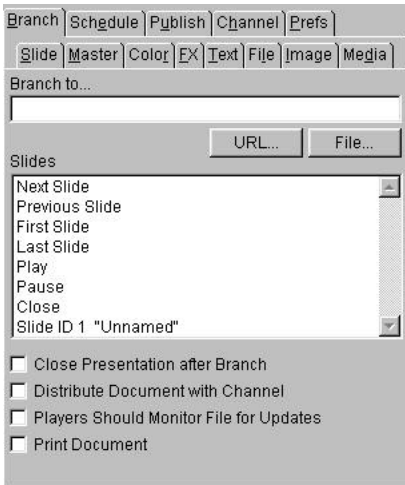 Branch Schedule Publish Channel Prefs
Slide Master Color FX Text File Image Media
Branch to...
URL... File...
Slides
Next Slide
Previous Slide
First Slide
Last Slide
Play
Pause
Close
Slide ID 1 "Unnamed"
Close Presentation after Branch
Distribute Document with Channel
Players Should Monitor File for Updates
Print Document